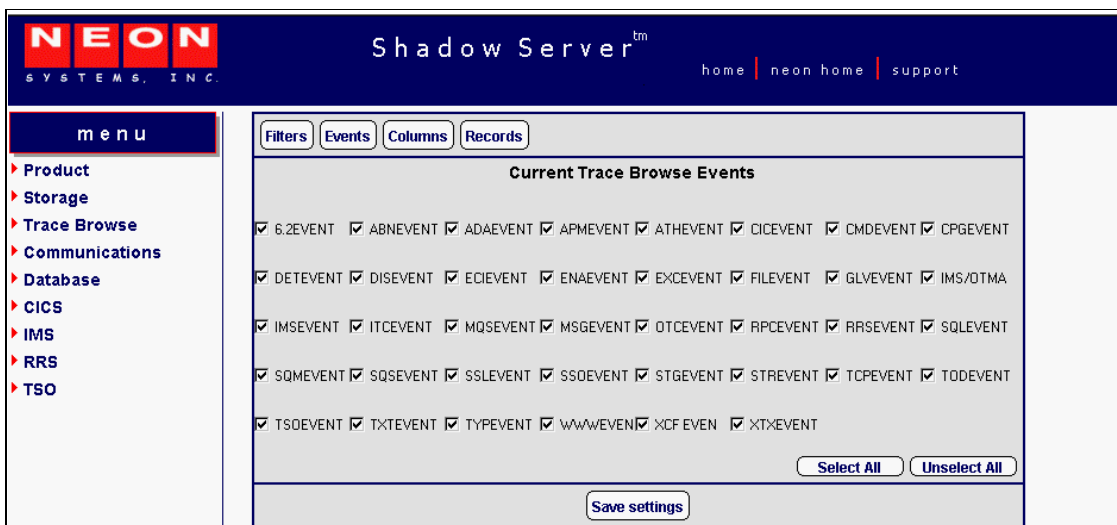 NEON
SYSTEMS, INC.
Shadow Server tm
home | neon home | support
menu
Product
Storage
Trace Browse
Communications
Database
CICS
IMS
RRS
TSO
Filters Events Columns Records
Current Trace Browse Events
6.2EVENT ABNEVENT ADAEVENT APMEVENT ATHEVENT CICEVENT CMDEVENT CPGEVENT
DETEVENT DISEVENT ECIEVENT ENAEVENT EXCEVENT FILEVENT GLVEVENT IMS/OTMA
IMSEVENT ITCEVENT MQSEVENT MSGEVENT OTCEVENT RPCEVENT RRSEVENT SQLEVENT
SQMEVENT SQSEVENT SSLEVENT SSOEVENT STGEVENT STREVENT TCPEVENT TODEVENT
TSOEVENT TXTEVENT TYPEVENT WWWEVEN XCF EVEN XTXEVENT
Select All Unselect All
Save settings